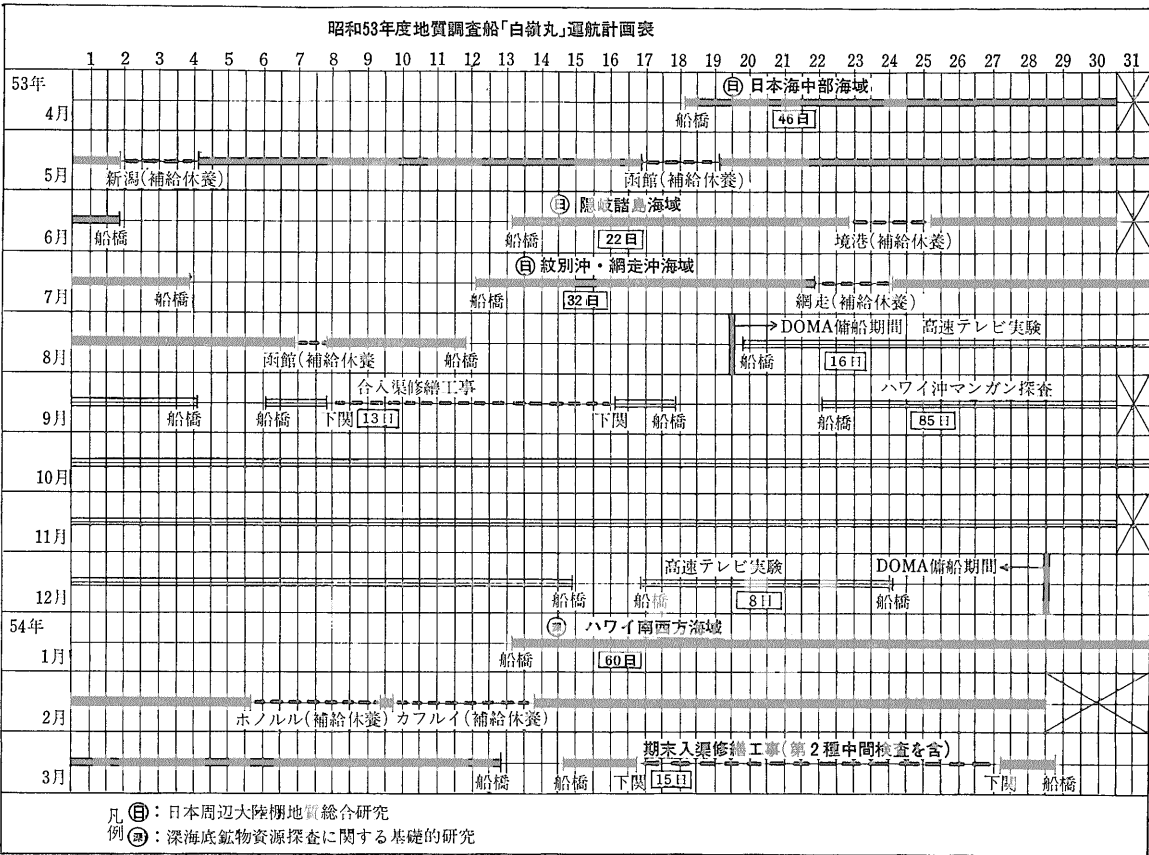 昭和53年度地質調査船「白嶺丸」運航計画表
1 2 3 4 5 6 7 8 9 10 11 12 13 14 15 16 17 18 19 20 21 22 23 24 25 26 27 28 29 30 31
53年
4月
日 日本海中部海域
船橋 46日
5月
新潟(補給休養) 函館(補給休養)
日 隠岐諸島海域
6月
船橋 船橋 22日 境港(補給休養)
日 紋別沖・網走沖海域
7月
船橋 船橋 32日 網走(補給休養)
DOMA傭船期間 高速テレビ実験
8月
函館(補給休養 船橋 船橋 16日
合入渠修繕工事 ハワイ沖マンガン探査
9月
船橋 船橋 下関 13日 下関 船橋 船橋 85日
10月
11月
高速テレビ実験 DOMA傭船期間
12月
船橋 船橋 8日 船橋
54年
深 ハワイ南西方海域
1月
船橋 60日
2月
ホノルル(補給休養) カフルイ(補給休養)
期末入渠修繕工事(第2種中間検査を含)
3月
船橋 船橋 下関 15日 下関 船橋
凡例
日:日本周辺大陸棚地質総合研究
深:深海底鉱物資源探査に関する基礎的研究